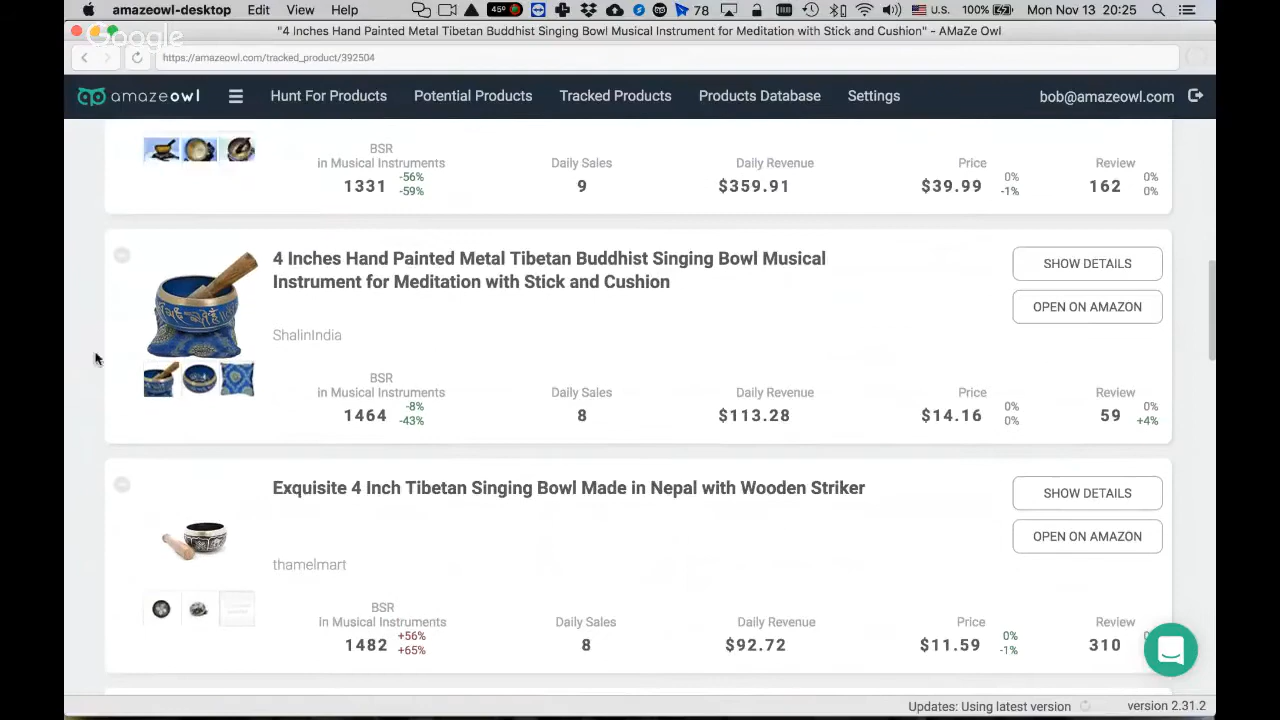 amazeowl-desktop Edit View Help 45° 78 U.S. 100% Mon Nov 13 20:25
Google
"4 Inches Hand Painted Metal Tibetan Buddhist Singing Bowl Musical Instrument for Meditation with Stick and Cushion" - AMaZe Owl
https://amazeowl.com/tracked_product/392504
amazeowl Hunt For Products Potential Products Tracked Products Products Database Settings bob@amazeowl.com
BSR
in Musical Instruments Daily Sales Daily Revenue Price Review
1331 -56% 9 $359.91 $39.99 0% 162 0%
-59% -1% 0%
4 Inches Hand Painted Metal Tibetan Buddhist Singing Bowl Musical
Instrument for Meditation with Stick and Cushion
SHOW DETAILS
OPEN ON AMAZON
ShalinIndia
BSR
in Musical Instruments Daily Sales Daily Revenue Price Review
1464 -8% 8 $113.28 $14.16 0% 59 0%
-43% 0% +4%
Exquisite 4 Inch Tibetan Singing Bowl Made in Nepal with Wooden Striker
SHOW DETAILS
OPEN ON AMAZON
thamelmart
BSR
in Musical Instruments Daily Sales Daily Revenue Price Review
1482 +56% 8 $92.72 $11.59 0% 310
+65% -1%
Updates: Using latest version version 2.31.2